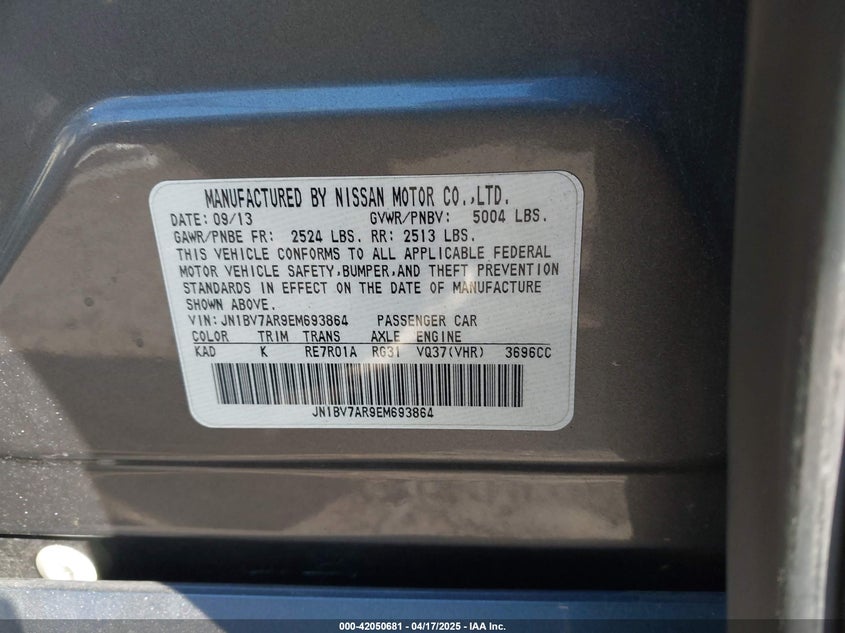 MANUFACTURED BY NISSAN MOTOR CO.,LTD.
DATE: 09/13 GVWR/PNBV: 5004 LBS.
GAWR/PNBE FR: 2524 LBS. RR: 2513 LBS.
THIS VEHICLE CONFORMS TO ALL APPLICABLE FEDERAL
MOTOR VEHICLE SAFETY,BUMPER,AND THEFT PREVENTION
STANDARDS IN EFFECT ON THE DATE OF MANUFACTURE
SHOWN ABOVE.
VIN: JN1BV7AR9EM693864 PASSENGER CAR
COLOR TRIM TRANS AXLE ENGINE
KAD K RE7R01A RG31 VQ37(VHR) 3696CC
JN1BV7AR9EM693864
000-42050681 - 04/17/2025 - IAA Inc.